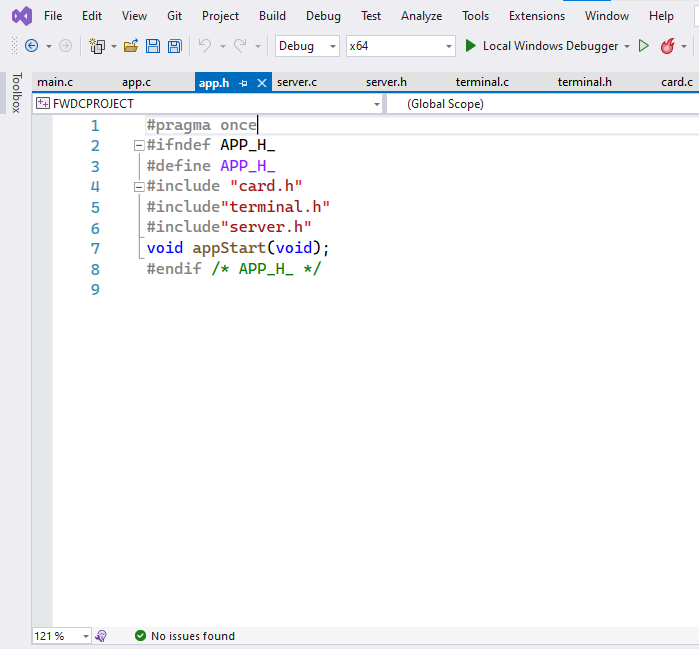 File Edit View Git Project Build Debug Test Analyze Tools Extensions Window Help
Debug x64 Local Windows Debugger
Toolbox
main.c app.c app.h server.c server.h terminal.c terminal.h card.c
FWDCPROJECT (Global Scope)
1 #pragma once
2 #ifndef APP_H_
3 #define APP_H_
4 #include "card.h"
5 #include"terminal.h"
6 #include"server.h"
7 void appStart(void);
8 #endif /* APP_H_ */
9
121 % No issues found